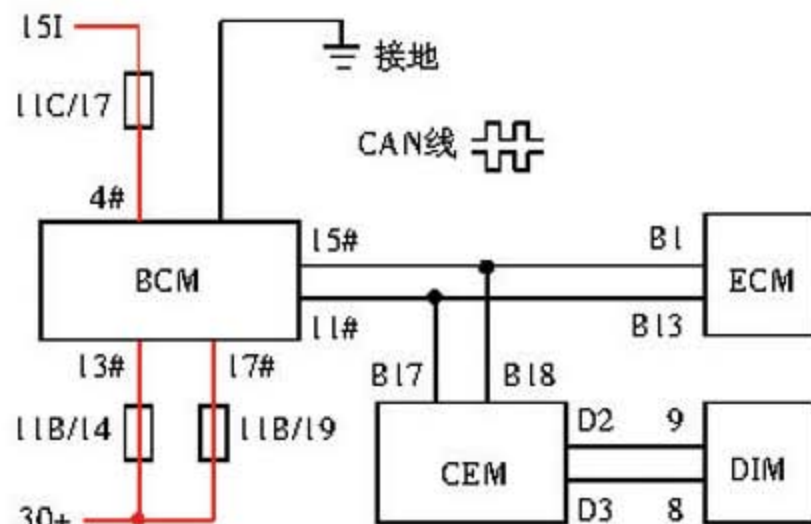 15I
接地
11C/17
CAN线
4#
15#
B1
BCM
ECM
11#
B13
13#
17#
B17
B18
11B/14
11B/19
D2
9
CEM
DIM
30+
D3
8